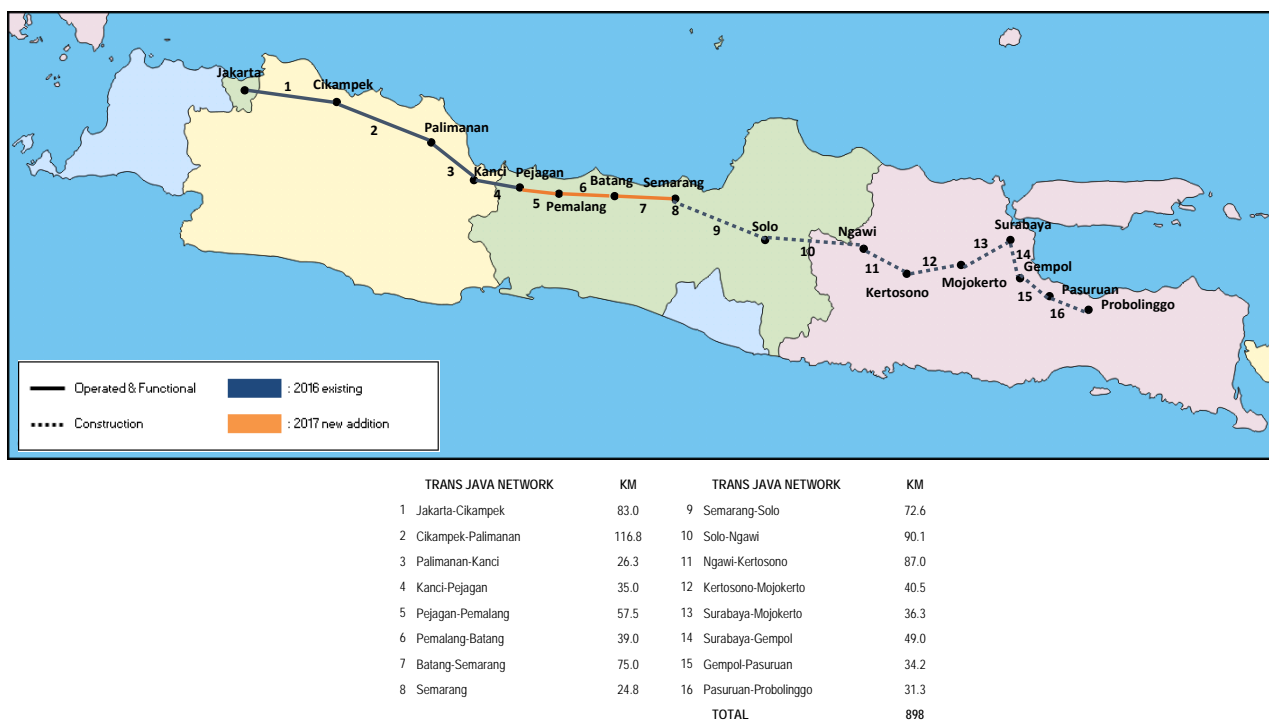 Jakarta
1
Cikampek
2
Palimanan
3
Kanci
4
Pejagan
5
6
Pemalang
Batang
7
Semarang
8
9
Solo
10
Ngawi
11
Kertosono
12
Mojokerto
13
Surabaya
14
Gempol
15
Pasuruan
16
Probolinggo
Operated & Functional : 2016 existing
Construction : 2017 new addition
TRANS JAVA NETWORK KM TRANS JAVA NETWORK KM
1 Jakarta-Cikampek 83.0 9 Semarang-Solo 72.6
2 Cikampek-Palimanan 116.8 10 Solo-Ngawi 90.1
3 Palimanan-Kanci 26.3 11 Ngawi-Kertosono 87.0
4 Kanci-Pejagan 35.0 12 Kertosono-Mojokerto 40.5
5 Pejagan-Pemalang 57.5 13 Surabaya-Mojokerto 36.3
6 Pemalang-Batang 39.0 14 Surabaya-Gempol 49.0
7 Batang-Semarang 75.0 15 Gempol-Pasuruan 34.2
8 Semarang 24.8 16 Pasuruan-Probolinggo 31.3
TOTAL 898